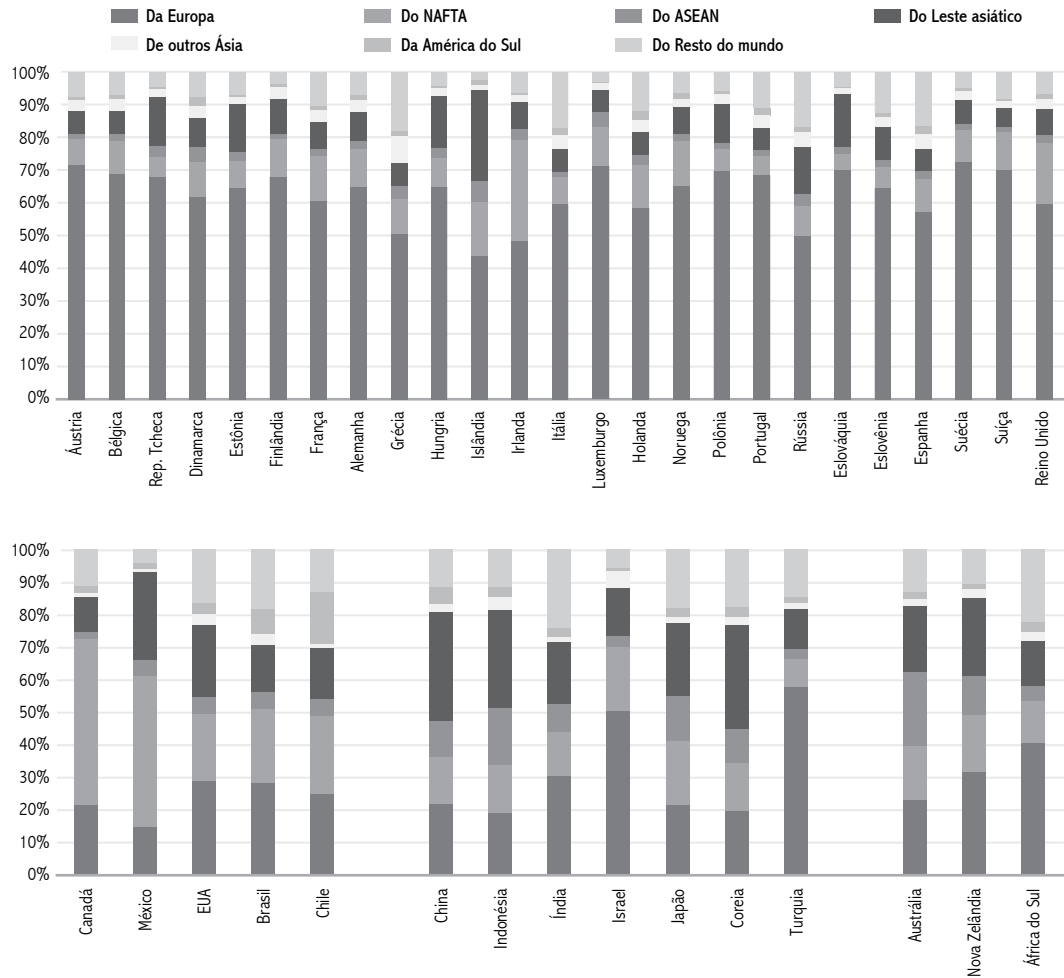 Da Europa Do NAFTA Do ASEAN Do Leste asiático
De outros Ásia Da América do Sul Do Resto do mundo
100%
90%
80%
70%
60%
50%
40%
30%
20%
10%
0%
Áustria
Bélgica
Rep. Tcheca
Dinamarca
Estônia
Finlândia
França
Alemanha
Grécia
Hungria
Islândia
Irlanda
Itália
Luxemburgo
Holanda
Noruega
Polônia
Portugal
Rússia
Eslováquia
Eslovênia
Espanha
Suécia
Suíça
Reino Unido
100%
90%
80%
70%
60%
50%
40%
30%
20%
10%
0%
Canadá
México
EUA
Brasil
Chile
China
Indonésia
Índia
Israel
Japão
Coreia
Turquia
Austrália
Nova Zelândia
África do Sul